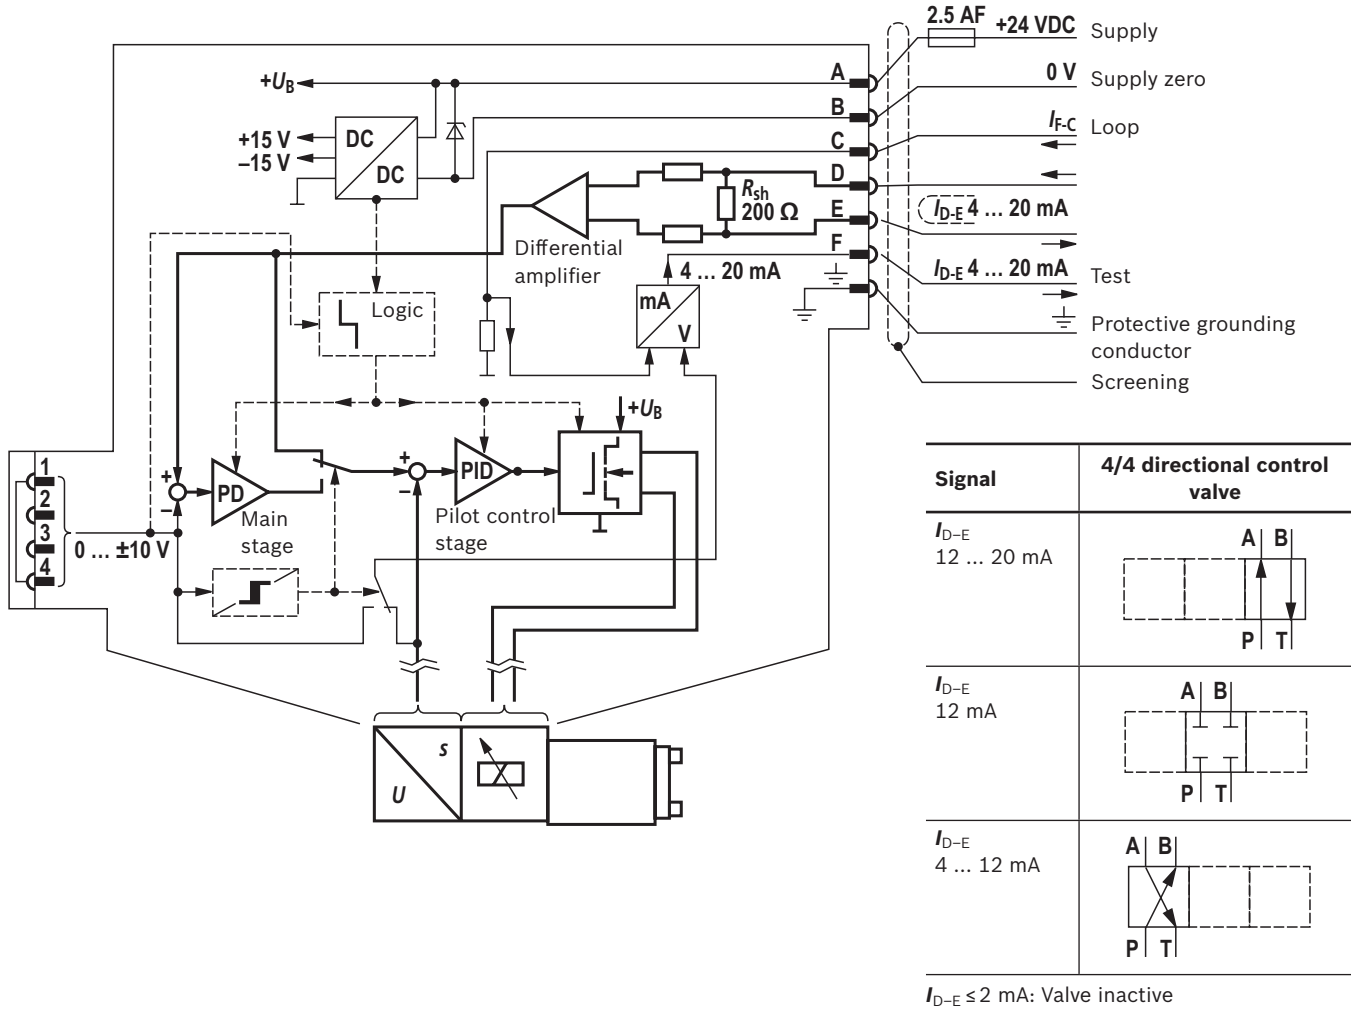 2.5 AF
+24 VDC Supply
A
+UB
0 V Supply zero
B
+15 V
–15 V
DC
DC
IF-C Loop
C
D
Rsh
200 Ω
E
ID-E 4 ... 20 mA
Differential
amplifier
F
4 ... 20 mA
ID-E 4 ... 20 mA Test
Logic
mA
V
Protective grounding
conductor
Screening
+UB
1
2
3
4
0 ... ±10 V
+
–
PD
Main
stage
+
–
PID
Pilot control
stage
s
U
Signal
4/4 directional control
valve
ID–E
12 ... 20 mA
A B
P T
ID–E
12 mA
A B
P T
ID–E
4 ... 12 mA
A B
P T
ID–E ≤ 2 mA: Valve inactive